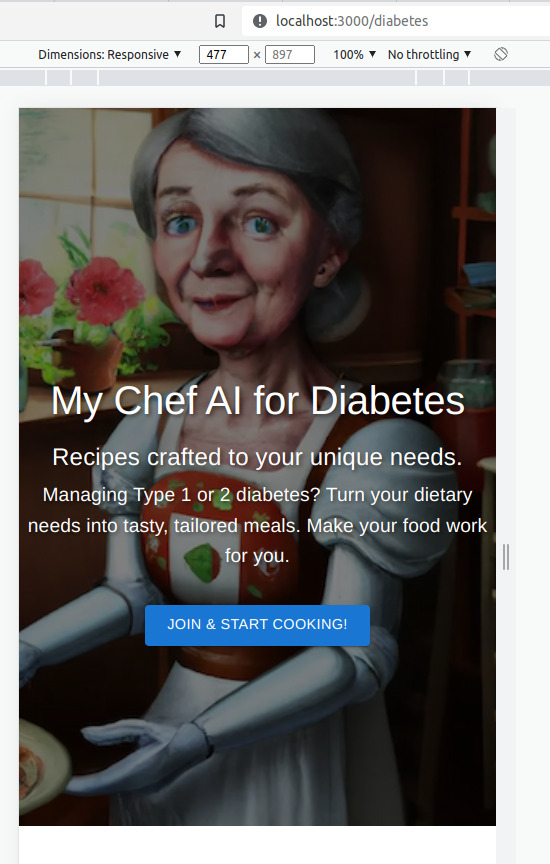 localhost:3000/diabetes
Dimensions: Responsive 477 × 897 100% No throttling
My Chef AI for Diabetes
Recipes crafted to your unique needs.
Managing Type 1 or 2 diabetes? Turn your dietary
needs into tasty, tailored meals. Make your food work
for you.
JOIN & START COOKING!